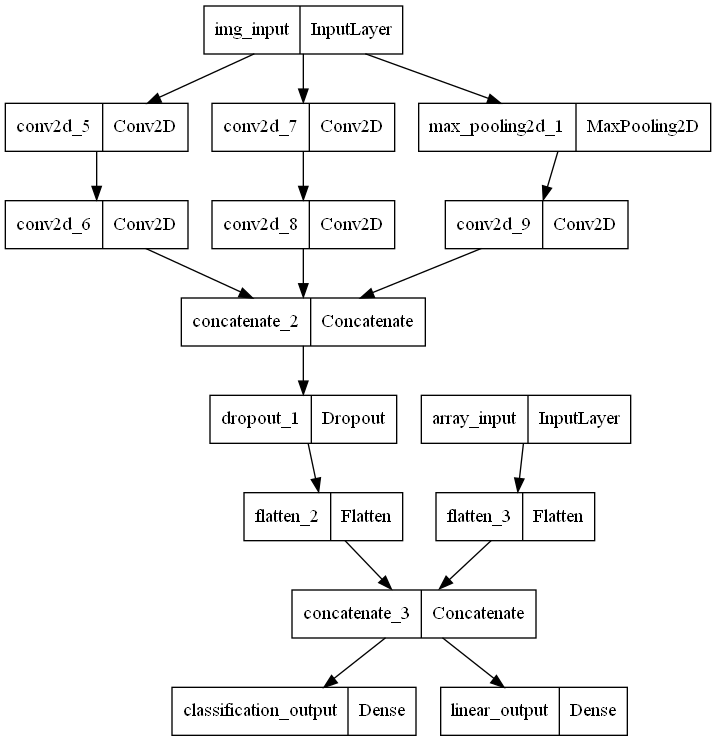 img_input InputLayer
conv2d_5 Conv2D conv2d_7 Conv2D max_pooling2d_1 MaxPooling2D
conv2d_6 Conv2D conv2d_8 Conv2D conv2d_9 Conv2D
concatenate_2 Concatenate
dropout_1 Dropout array_input InputLayer
flatten_2 Flatten flatten_3 Flatten
concatenate_3 Concatenate
classification_output Dense linear_output Dense